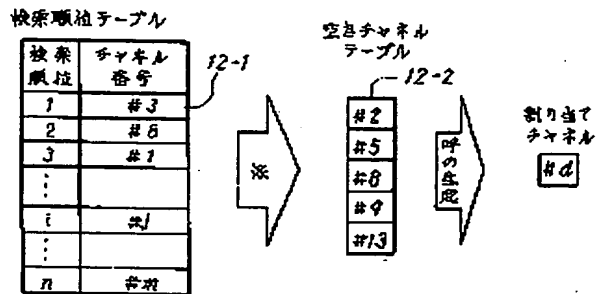 検索順位テーブル
検索順位 チャネル番号
1 #3
2 #8
3 #1
⋮
i #j
⋮
n #m
12-1
※
空きチャネルテーブル
12-2
#2
#5
#8
#9
#13
呼の生起
割り当てチャネル
#d